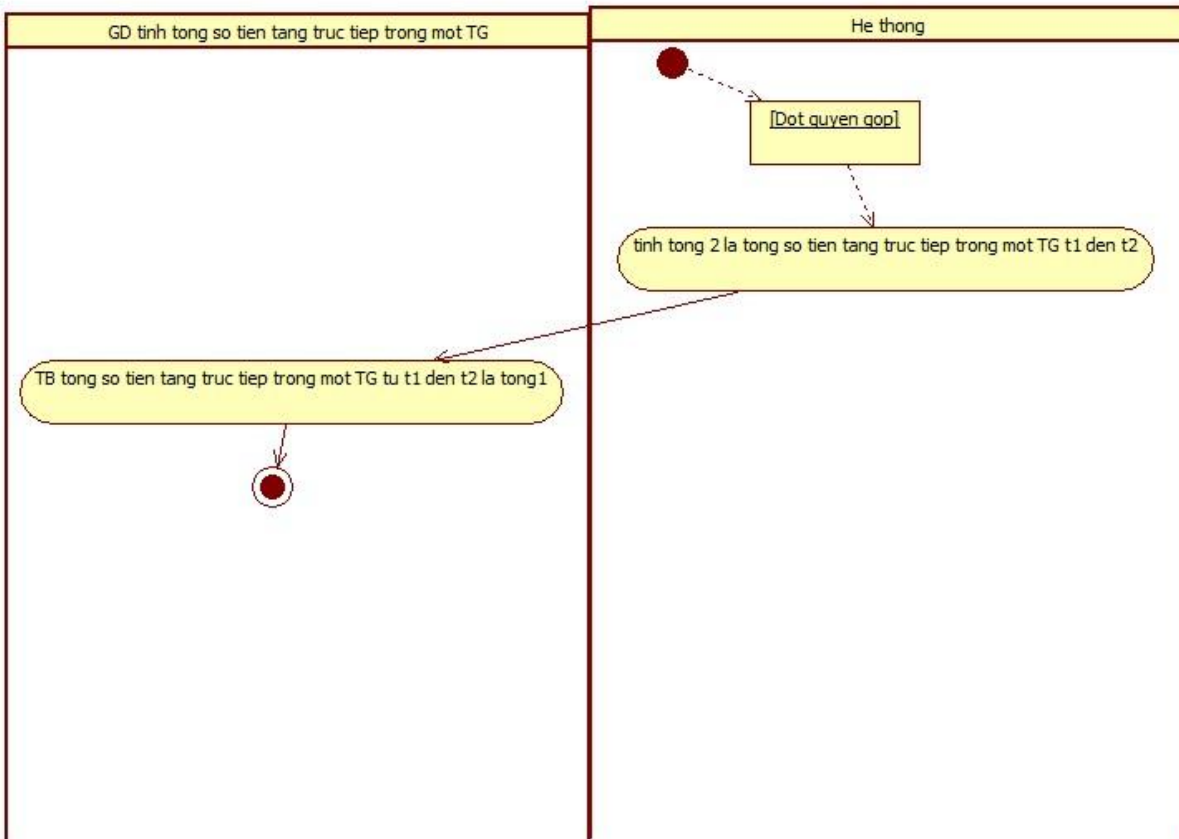 GD tinh tong so tien tang truc tiep trong mot TG
He thong
[Dot quyen gop]
tinh tong 2 la tong so tien tang truc tiep trong mot TG t1 den t2
TB tong so tien tang truc tiep trong mot TG tu t1 den t2 la tong1